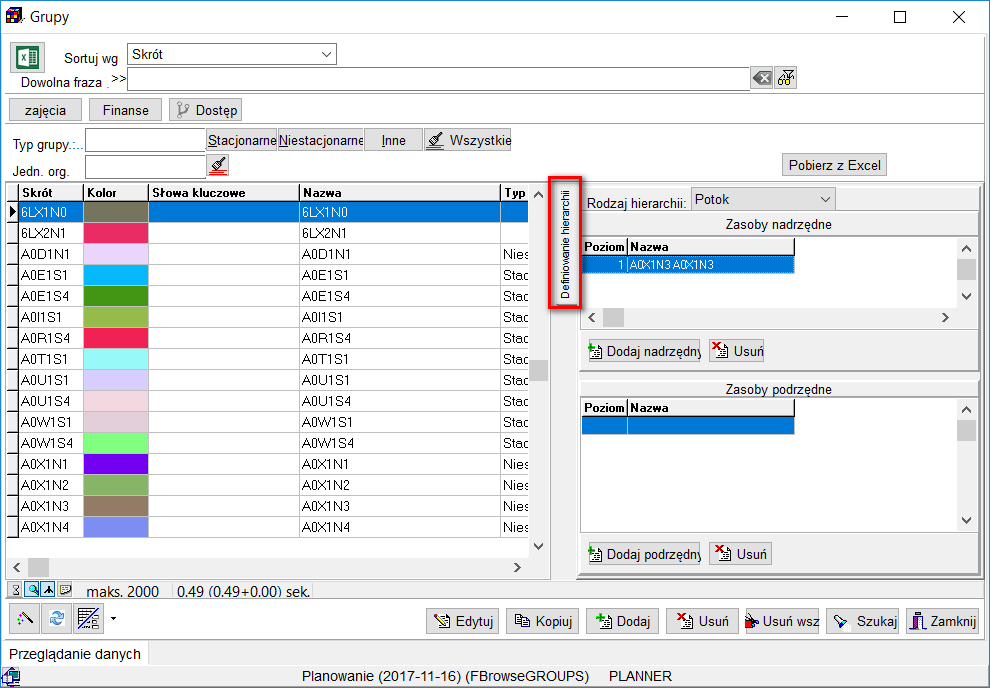 Grupy
Sortuj wg Skrót
Dowolna fraza . >>
zajęcia Finanse Dostęp
Typ grupy.:.. Stacjonarne Niestacjonarne Inne Wszystkie
Jedn. org.
Pobierz z Excel
Skrót Kolor Słowa kluczowe Nazwa Typ
6LX1N0 6LX1N0
6LX2N1 6LX2N1
A0D1N1 A0D1N1 Nies
A0E1S1 A0E1S1 Stac
A0E1S4 A0E1S4 Stac
A0I1S1 A0I1S1 Stac
A0R1S4 A0R1S4 Stac
A0T1S1 A0T1S1 Stac
A0U1S1 A0U1S1 Stac
A0U1S4 A0U1S4 Stac
A0W1S1 A0W1S1 Stac
A0W1S4 A0W1S4 Stac
A0X1N1 A0X1N1 Nies
A0X1N2 A0X1N2 Nies
A0X1N3 A0X1N3 Nies
A0X1N4 A0X1N4 Nies
Definiowanie hierarchii
Rodzaj hierarchii: Potok
Zasoby nadrzędne
Poziom Nazwa
1 A0X1N3 A0X1N3
Dodaj nadrzędny Usuń
Zasoby podrzędne
Poziom Nazwa
Dodaj podrzędny Usuń
maks. 2000 0.49 (0.49+0.00) sek.
Edytuj Kopiuj Dodaj Usuń Usuń wsz Szukaj Zamknij
Przeglądanie danych
Planowanie (2017-11-16) (FBrowseGROUPS) PLANNER